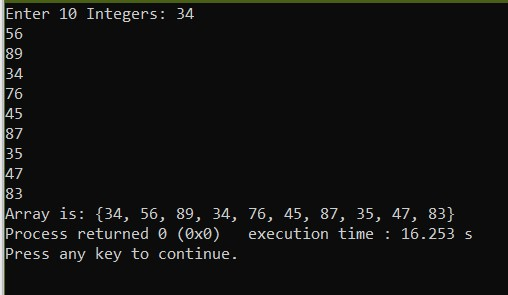 Enter 10 Integers: 34
56
89
34
76
45
87
35
47
83
Array is: {34, 56, 89, 34, 76, 45, 87, 35, 47, 83}
Process returned 0 (0x0)   execution time : 16.253 s
Press any key to continue.